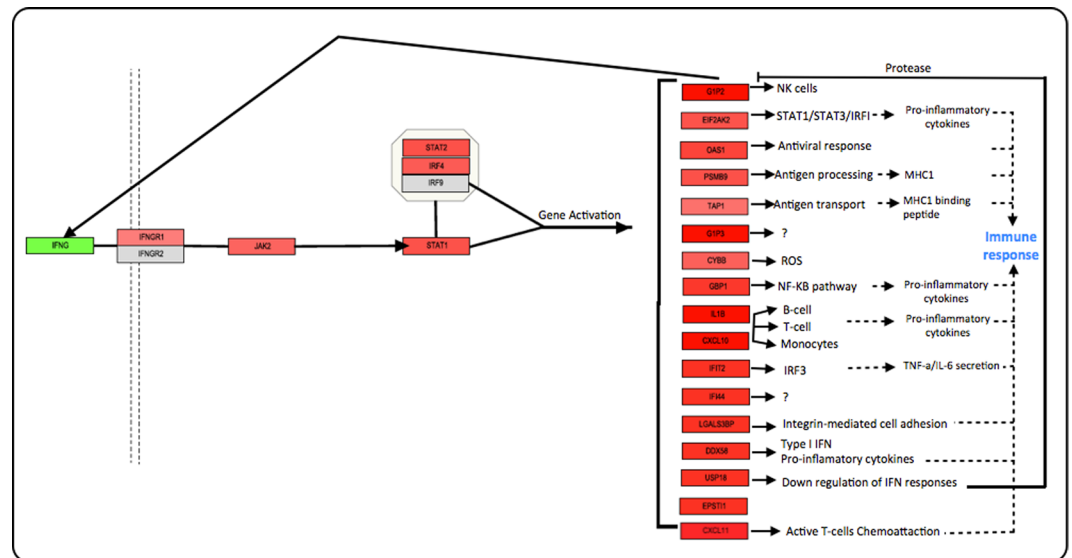 Protease
G1P2 NK cells
EIF2AK2 STAT1/STAT3/IRFI Pro-inflammatory
cytokines
OAS1 Antiviral response
PSMB9 Antigen processing MHC1
TAP1 Antigen transport MHC1 binding
peptide
G1P3 ?
CYBB ROS
GBP1 NF-KB pathway Pro-inflammatory
cytokines
IL1B B-cell
T-cell Pro-inflammatory
cytokines
CXCL10 Monocytes
IFIT2 IRF3 TNF-a/IL-6 secretion
IFI44 ?
LGALS3BP Integrin-mediated cell adhesion
DDX58 Type I IFN
Pro-inflamatory cytokines
USP18 Down regulation of IFN responses
EPSTI1
CXCL11 Active T-cells Chemoattaction
Immune
response
STAT2
IRF4
IRF9
Gene Activation
IFNG
IFNGR1
IFNGR2
JAK2
STAT1